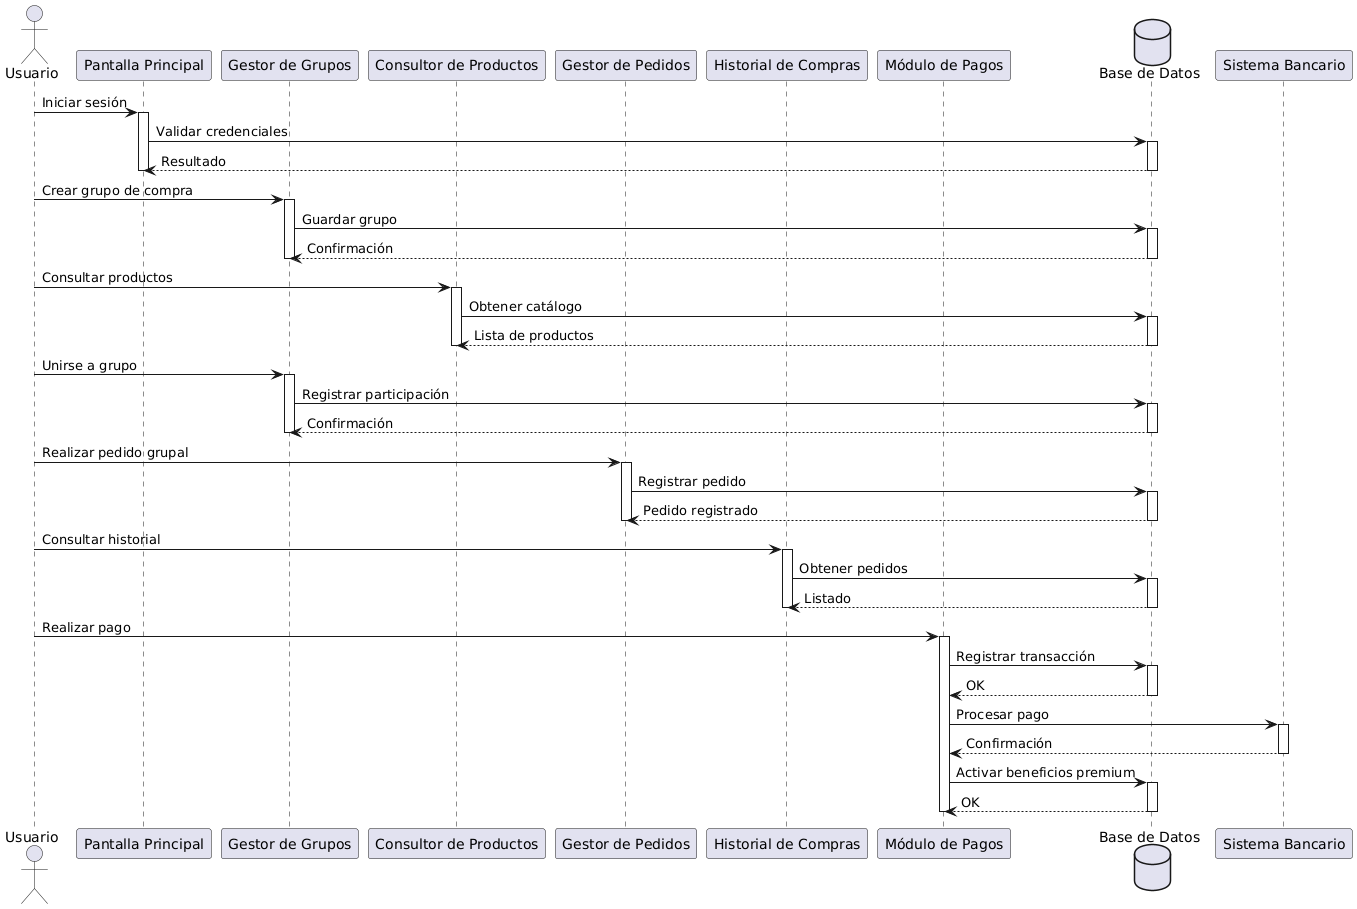 Usuario
Pantalla Principal
Gestor de Grupos
Consultor de Productos
Gestor de Pedidos
Historial de Compras
Módulo de Pagos
Base de Datos
Sistema Bancario
Iniciar sesión
Validar credenciales
Resultado
Crear grupo de compra
Guardar grupo
Confirmación
Consultar productos
Obtener catálogo
Lista de productos
Unirse a grupo
Registrar participación
Confirmación
Realizar pedido grupal
Registrar pedido
Pedido registrado
Consultar historial
Obtener pedidos
Listado
Realizar pago
Registrar transacción
OK
Procesar pago
Confirmación
Activar beneficios premium
OK
Usuario
Pantalla Principal
Gestor de Grupos
Consultor de Productos
Gestor de Pedidos
Historial de Compras
Módulo de Pagos
Base de Datos
Sistema Bancario